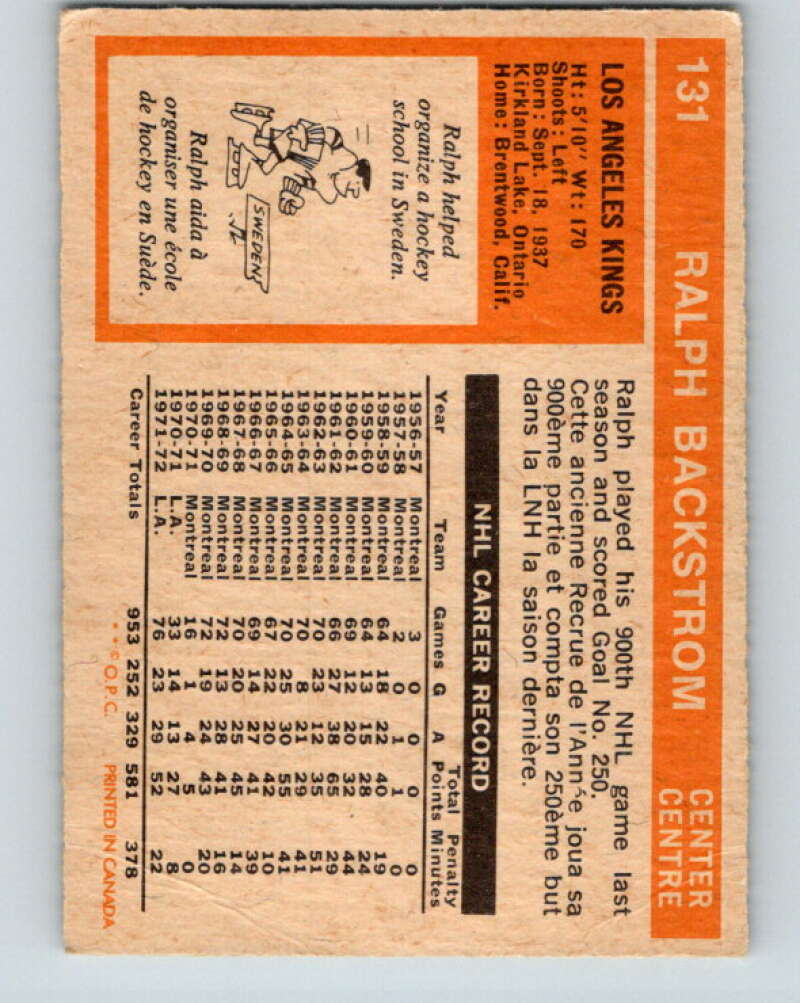 131 RALPH BACKSTROM CENTER
CENTRE
LOS ANGELES KINGS
Ht: 5'10" Wt: 170
Shoots: Left
Born: Sept. 18, 1937
Kirkland Lake, Ontario
Home: Brentwood, Calif.
Ralph helped
organize a hockey
school in Sweden.
SWEDEN
Ralph aida à
organiser une école
de hockey en Suède.
Ralph played his 900th NHL game last
season and scored Goal No. 250.
Cette ancienne Recrue de l'Année joua sa
900ème partie et compta son 250ème but
dans la LNH la saison dernière.
NHL CAREER RECORD
Year Team Games G A Total Points Penalty Minutes
1956-57 Montreal 3 0 0 0 0
1957-58 Montreal 2 0 1 1 0
1958-59 Montreal 64 18 22 40 19
1959-60 Montreal 64 13 15 28 24
1960-61 Montreal 69 12 20 32 44
1961-62 Montreal 66 27 38 65 29
1962-63 Montreal 70 23 12 35 51
1963-64 Montreal 70 8 21 29 41
1964-65 Montreal 70 25 30 55 41
1965-66 Montreal 67 22 20 42 10
1966-67 Montreal 69 14 27 41 39
1967-68 Montreal 70 20 25 45 14
1968-69 Montreal 72 13 28 41 16
1969-70 Montreal 72 19 24 43 20
1970-71 Montreal 16 1 4 5 0
1970-71 L.A. 33 14 13 27 8
1971-72 L.A. 76 23 29 52 22
Career Totals 953 252 329 581 378
* * © O.P.C. PRINTED IN CANADA